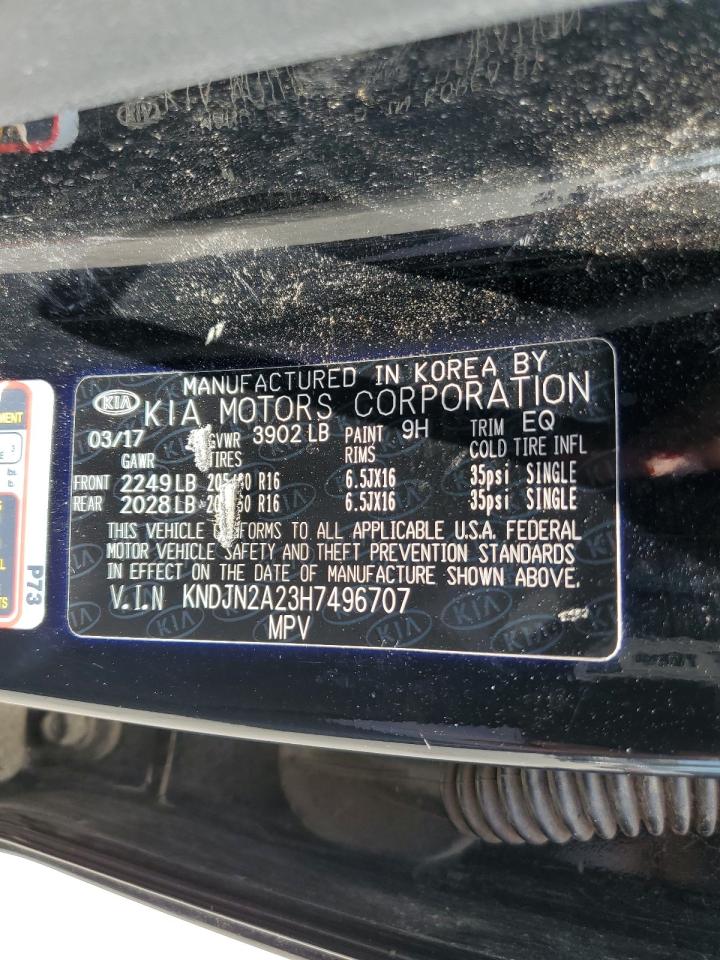 MANUFACTURED IN KOREA BY
KIA KIA MOTORS CORPORATION
03/17 GVWR 3902 LB PAINT 9H TRIM EQ
GAWR TIRES RIMS COLD TIRE INFL
FRONT 2249 LB R16 6.5JX16 35psi SINGLE
REAR 2028 LB R16 6.5JX16 35psi SINGLE
THIS VEHICLE CONFORMS TO ALL APPLICABLE U.S.A. FEDERAL
MOTOR VEHICLE SAFETY AND THEFT PREVENTION STANDARDS
IN EFFECT ON THE DATE OF MANUFACTURE SHOWN ABOVE.
V.I.N KNDJN2A23H7496707
MPV
P73